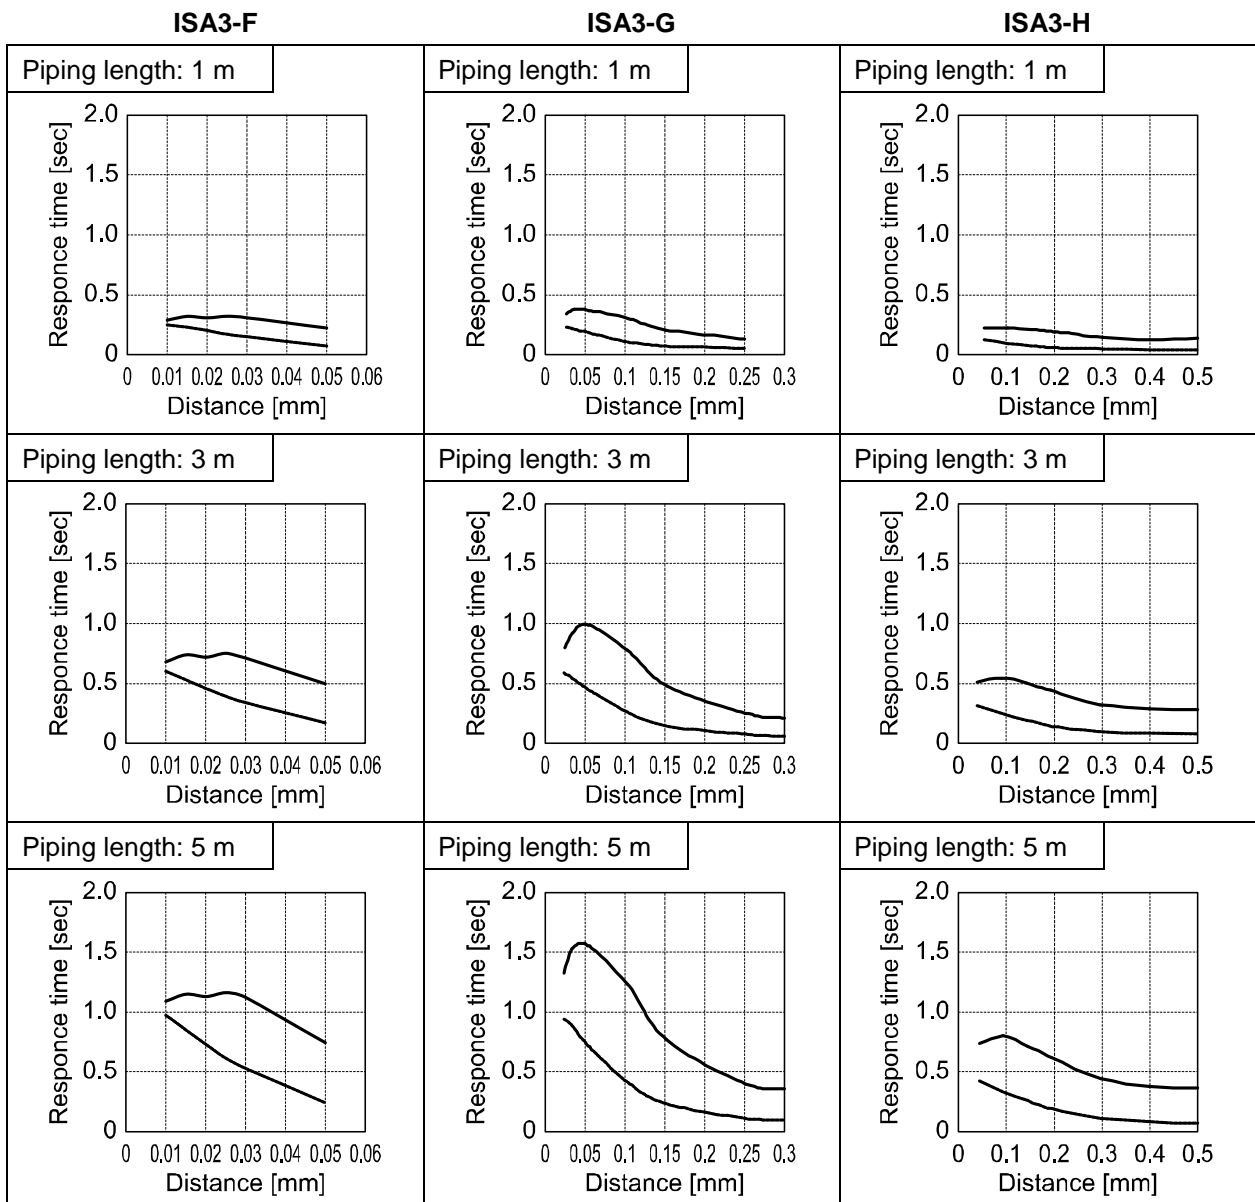 ISA3-F ISA3-G ISA3-H
Piping length: 1 m Piping length: 1 m Piping length: 1 m
Responce time [sec]
2.0
1.5
1.0
0.5
0
0 0.01 0.02 0.03 0.04 0.05 0.06
Distance [mm]
Responce time [sec]
2.0
1.5
1.0
0.5
0
0 0.05 0.1 0.15 0.2 0.25 0.3
Distance [mm]
Responce time [sec]
2.0
1.5
1.0
0.5
0
0 0.1 0.2 0.3 0.4 0.5
Distance [mm]
Piping length: 3 m Piping length: 3 m Piping length: 3 m
Responce time [sec]
2.0
1.5
1.0
0.5
0
0 0.01 0.02 0.03 0.04 0.05 0.06
Distance [mm]
Responce time [sec]
2.0
1.5
1.0
0.5
0
0 0.05 0.1 0.15 0.2 0.25 0.3
Distance [mm]
Responce time [sec]
2.0
1.5
1.0
0.5
0
0 0.1 0.2 0.3 0.4 0.5
Distance [mm]
Piping length: 5 m Piping length: 5 m Piping length: 5 m
Responce time [sec]
2.0
1.5
1.0
0.5
0
0 0.01 0.02 0.03 0.04 0.05 0.06
Distance [mm]
Responce time [sec]
2.0
1.5
1.0
0.5
0
0 0.05 0.1 0.15 0.2 0.25 0.3
Distance [mm]
Responce time [sec]
2.0
1.5
1.0
0.5
0
0 0.1 0.2 0.3 0.4 0.5
Distance [mm]